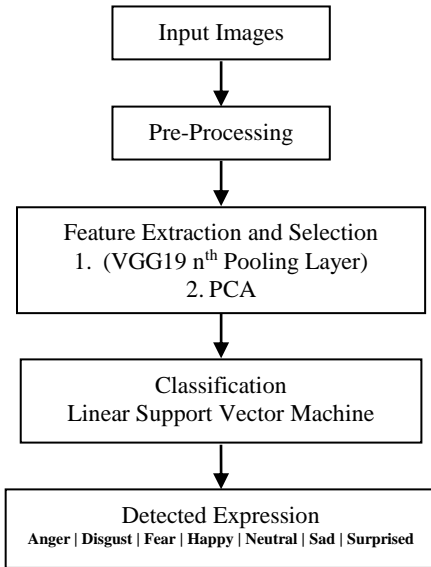 Input Images
Pre-Processing
Feature Extraction and Selection
1. (VGG19 nth Pooling Layer)
2. PCA
Classification
Linear Support Vector Machine
Detected Expression
Anger | Disgust | Fear | Happy | Neutral | Sad | Surprised